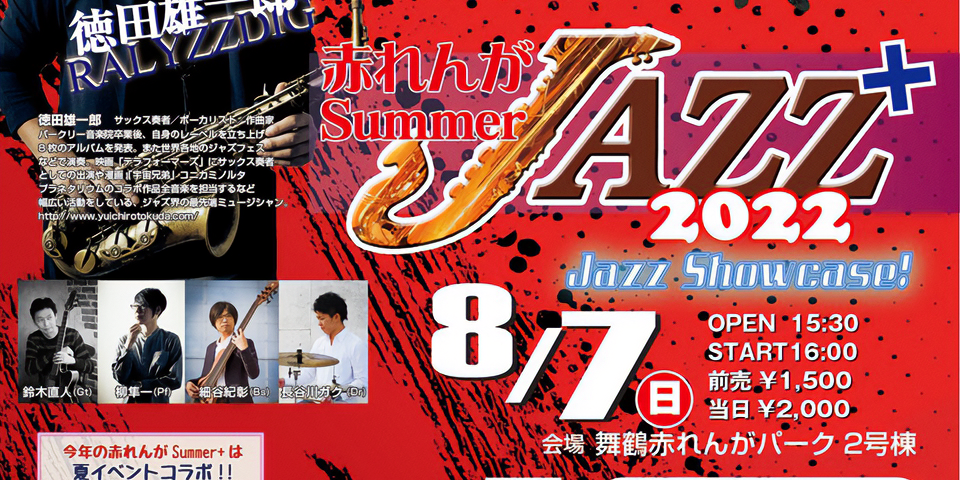 徳田雄一郎
RALYZZDIG
徳田雄一郎 サックス奏者／ボーカリスト／作曲家
バークリー音楽院卒業後、自身のレーベルを立ち上げ
8枚のアルバムを発表。また世界各地のジャズフェス
などで演奏、映画「テラフォーマーズ」にサックス奏者
としての出演や漫画「宇宙兄弟」コニカミノルタ
プラネタリウムのコラボ作品全音楽を担当するなど
幅広い活動をしている、ジャズ界の最先端ミュージシャン。
http://www.yuichirotokuda.com/
赤れんが
Summer
JAZZ+
2022
Jazz Showcase!
8/7 日
OPEN 15:30
START 16:00
前売 ¥1,500
当日 ¥2,000
会場 舞鶴赤れんがパーク 2号棟
鈴木直人(Gt) 柳隼一(Pf) 細谷紀彰(Bs) 長谷川ガク(Dr)
今年の赤れんが Summer+ は
夏イベントコラボ!!